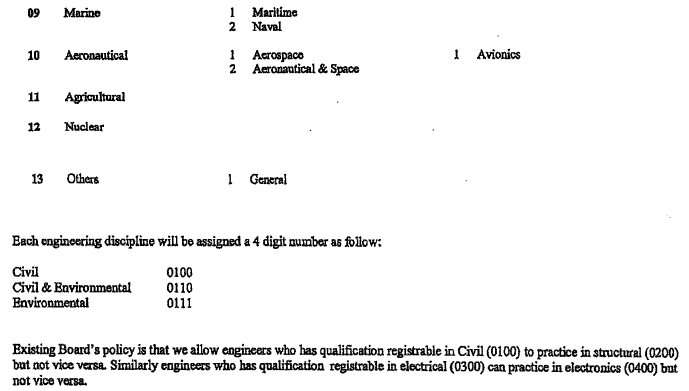 09 Marine 1 Maritime
2 Naval
10 Aeronautical 1 Aerospace 1 Avionics
2 Aeronautical & Space
11 Agricultural
12 Nuclear
13 Others 1 General
Each engineering discipline will be assigned a 4 digit number as follow:
Civil 0100
Civil & Environmental 0110
Environmental 0111
Existing Board's policy is that we allow engineers who has qualification registrable in Civil (0100) to practice in structural (0200)
but not vice versa. Similarly engineers who has qualification registrable in electrical (0300) can practice in electronics (0400) but
not vice versa.